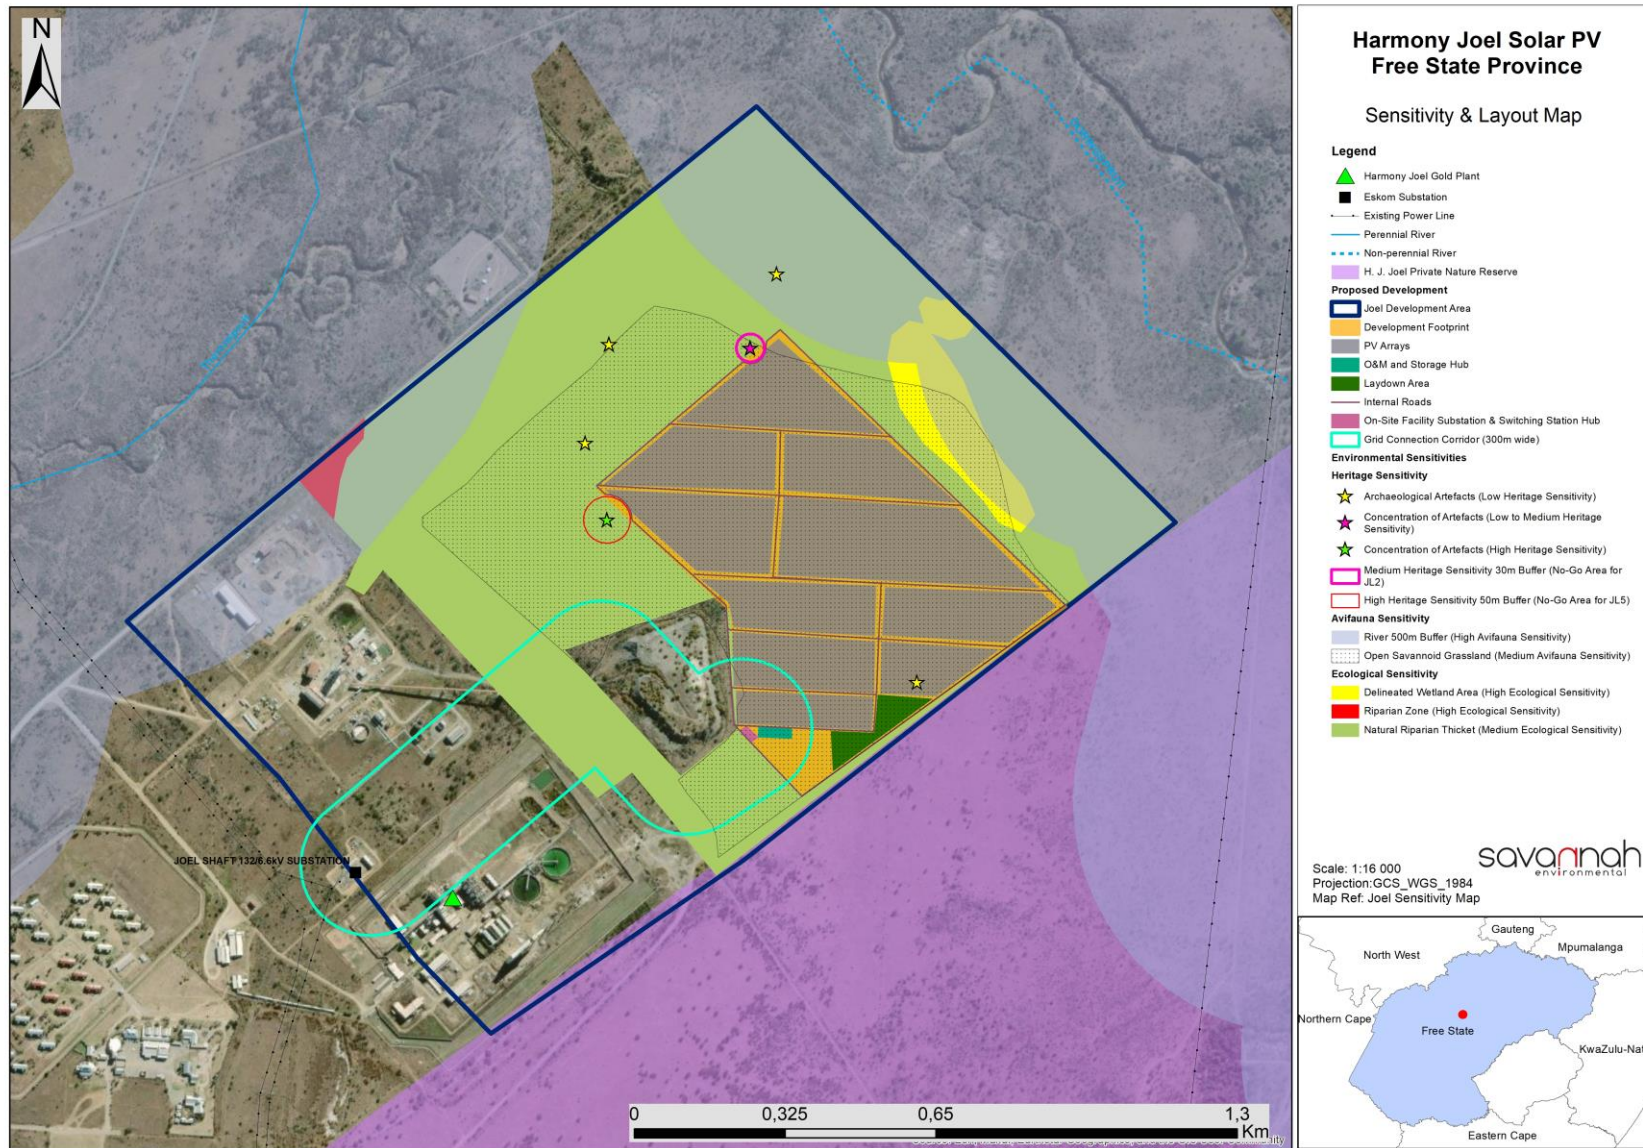 N
JOEL SHAFT 132/6.6kV SUBSTATION
0
0,325
0,65
1,3
Km
Harmony Joel Solar PV
Free State Province
Sensitivity & Layout Map
Legend
Harmony Joel Gold Plant
Eskom Substation
Existing Power Line
Perennial River
Non-perennial River
H. J. Joel Private Nature Reserve
Proposed Development
Joel Development Area
Development Footprint
PV Arrays
O&M and Storage Hub
Laydown Area
Internal Roads
On-Site Facility Substation & Switching Station Hub
Grid Connection Corridor (300m wide)
Environmental Sensitivities
Heritage Sensitivity
Archaeological Artefacts (Low Heritage Sensitivity)
Concentration of Artefacts (Low to Medium Heritage
Sensitivity)
Concentration of Artefacts (High Heritage Sensitivity)
Medium Heritage Sensitivity 30m Buffer (No-Go Area for
JL2)
High Heritage Sensitivity 50m Buffer (No-Go Area for JL5)
Avifauna Sensitivity
River 500m Buffer (High Avifauna Sensitivity)
Open Savannoid Grassland (Medium Avifauna Sensitivity)
Ecological Sensitivity
Delineated Wetland Area (High Ecological Sensitivity)
Riparian Zone (High Ecological Sensitivity)
Natural Riparian Thicket (Medium Ecological Sensitivity)
savannah
environmental
Scale: 1:16 000
Projection:GCS_WGS_1984
Map Ref: Joel Sensitivity Map
Gauteng
North West
Mpumalanga
Northern Cape
Free State
KwaZulu-Nat
Eastern Cape